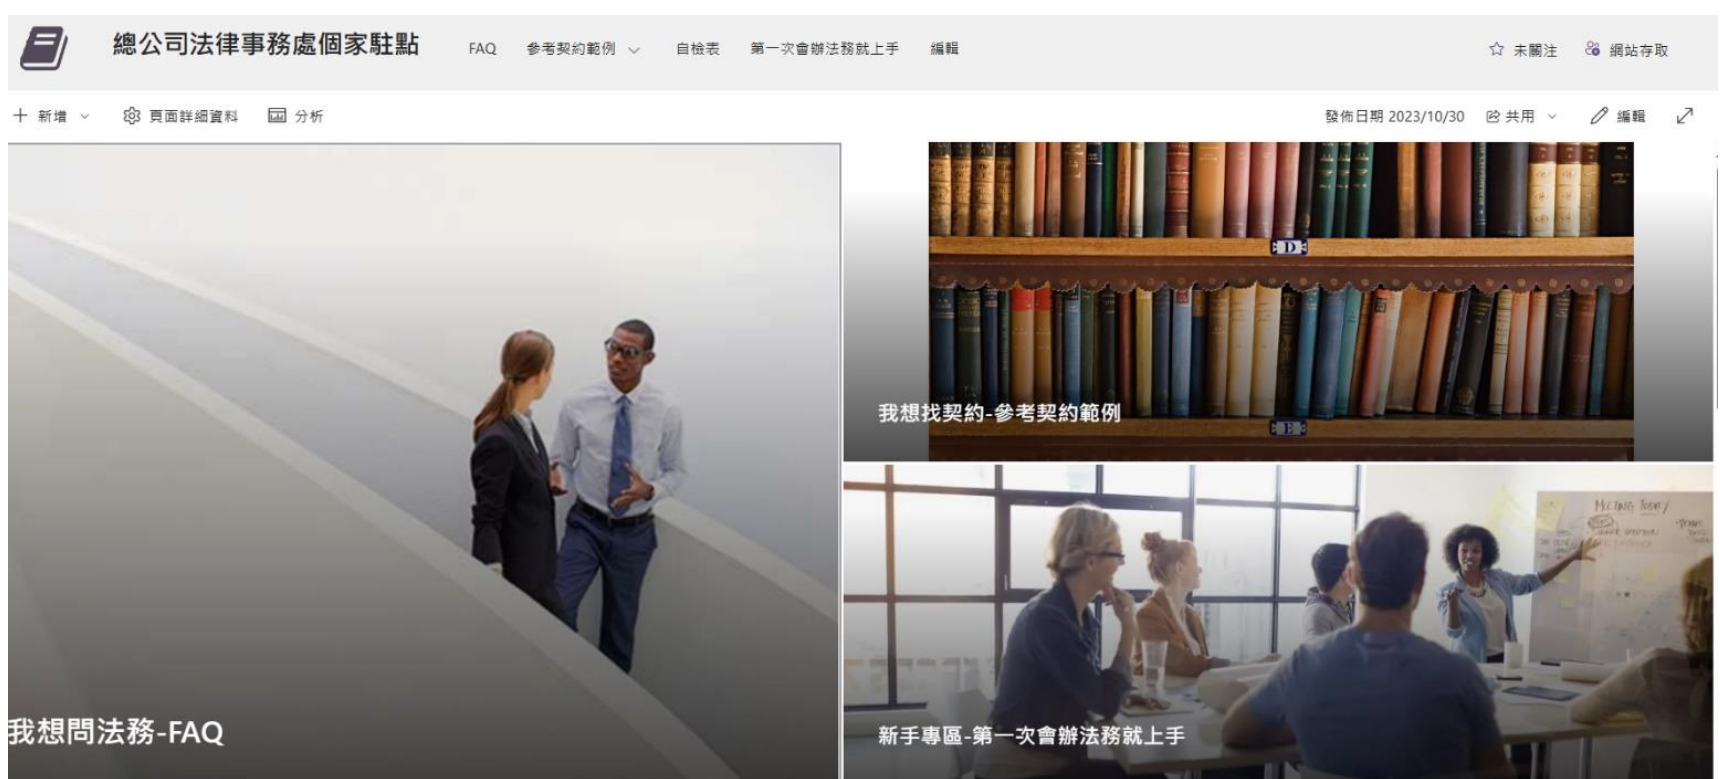 總公司法律事務處個家駐點
FAQ 參考契約範例 自檢表 第一次會辦法務就上手 編輯
未關注 網站存取
新增 頁面詳細資料 分析
發佈日期 2023/10/30 共用 編輯
D
我想找契約-參考契約範例
E
MEETING TODAY
我想問法務-FAQ
新手專區-第一次會辦法務就上手